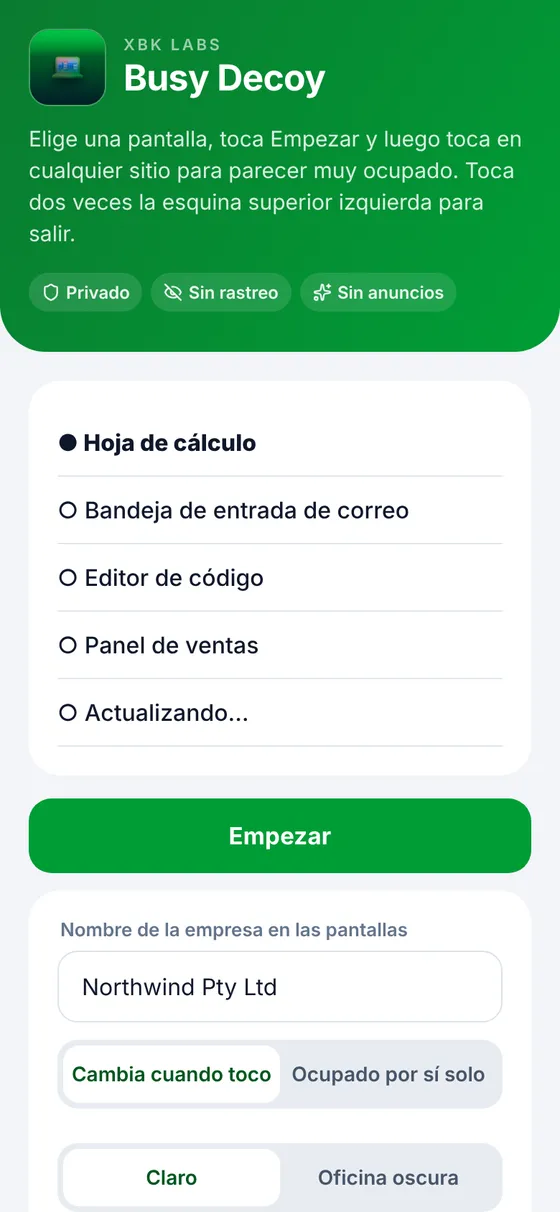 XBK LABS
Busy Decoy
Elige una pantalla, toca Empezar y luego toca en
cualquier sitio para parecer muy ocupado. Toca
dos veces la esquina superior izquierda para
salir.
Privado
Sin rastreo
Sin anuncios
Hoja de cálculo
Bandeja de entrada de correo
Editor de código
Panel de ventas
Actualizando...
Empezar
Nombre de la empresa en las pantallas
Northwind Pty Ltd
Cambia cuando toco
Ocupado por sí solo
Claro
Oficina oscura